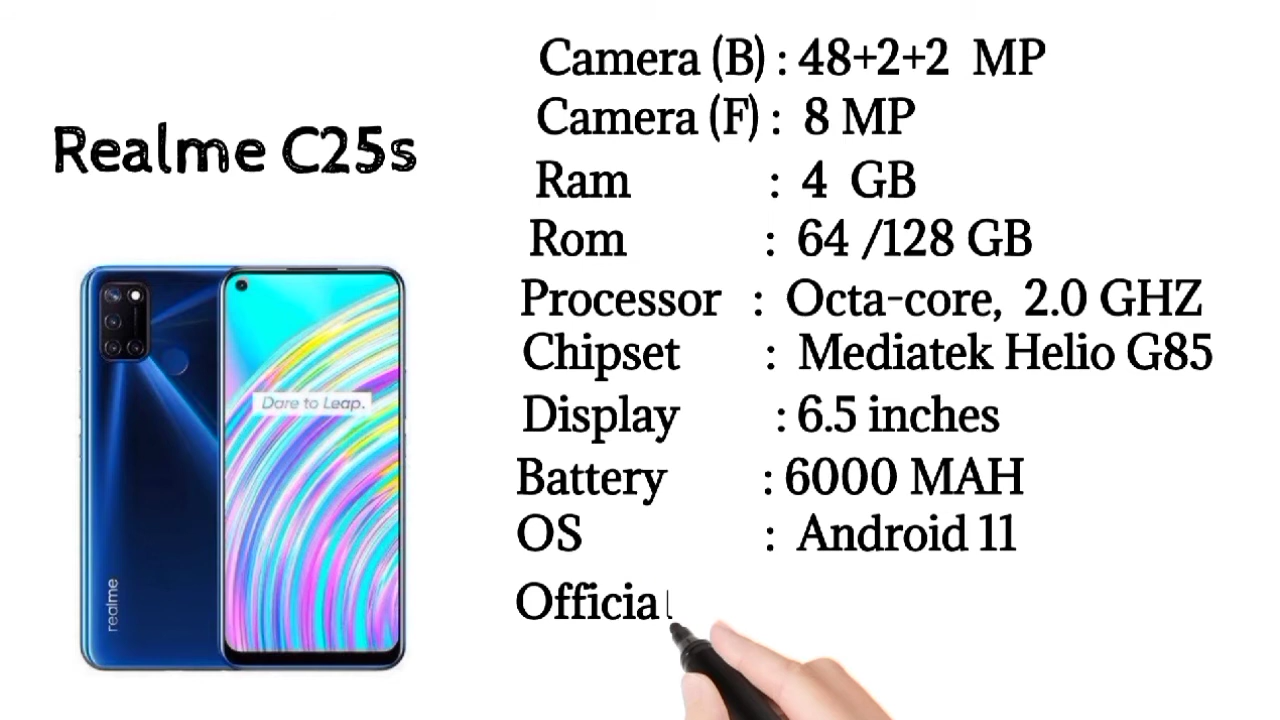 Realme C25s
Dare to Leap.
realme
Camera (B) : 48+2+2 MP
Camera (F) : 8 MP
Ram : 4 GB
Rom : 64 /128 GB
Processor : Octa-core, 2.0 GHZ
Chipset : Mediatek Helio G85
Display : 6.5 inches
Battery : 6000 MAH
OS : Android 11
Official